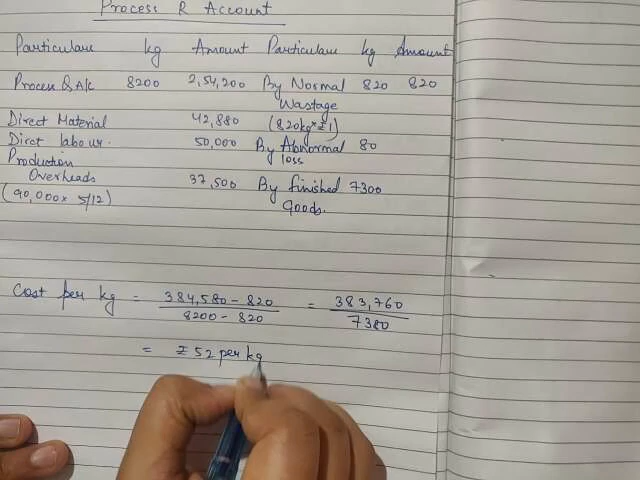 Process R Account
Particulars kg Amount Particulars kg Amount
Process Q A/c 8200 2,54,200 By Normal 820 820
Wastage
Direct Material 42,880 (820kg*₹1)
Dirct labour. 50,000 By Abnormal 80
loss
Production
Overheads 37,500 By finished 7300
(90,000 x 5/12) Goods.
Cost per kg = 384,580 - 820 = 383,760
8200 - 820 7380
= ₹52 per kg